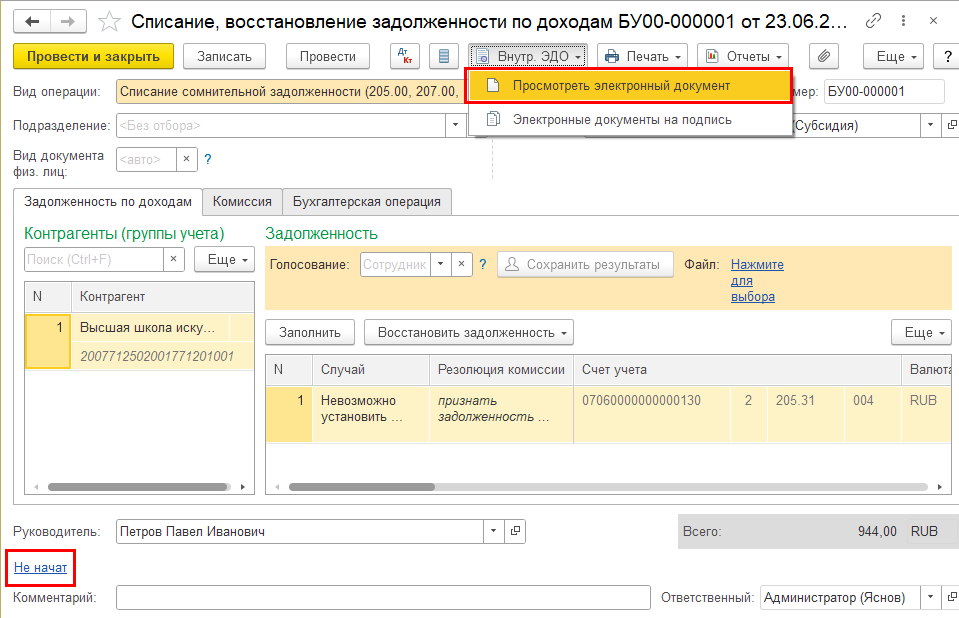 Списание, восстановление задолженности по доходам БУ00-000001 от 23.06.2...
Провести и закрыть Записать Провести Дт Кт Внутр. ЭДО Печать Отчеты Еще ?
Просмотреть электронный документ
Электронные документы на подпись
Вид операции: Списание сомнительной задолженности (205.00, 207.00, мер: БУ00-000001
Подразделение: <Без отбора> (Субсидия)
Вид документа
физ. лиц: <авто> × ?
Задолженность по доходам Комиссия Бухгалтерская операция
Контрагенты (группы учета)
Поиск (Ctrl+F) × Еще
N Контрагент
1 Высшая школа иску...
2007712502001771201001
Задолженность
Голосование: Сотрудник × ? Сохранить результаты Файл: Нажмите
для
выбора
Заполнить Восстановить задолженность Еще
N Случай Резолюция комиссии Счет учета Валюта
1 Невозможно признать 07060000000000130 2 205.31 004 RUB
установить ... задолженность ...
Руководитель: Петров Павел Иванович Всего: 944,00 RUB
Не начат
Комментарий: Ответственный: Администратор (Яснов)